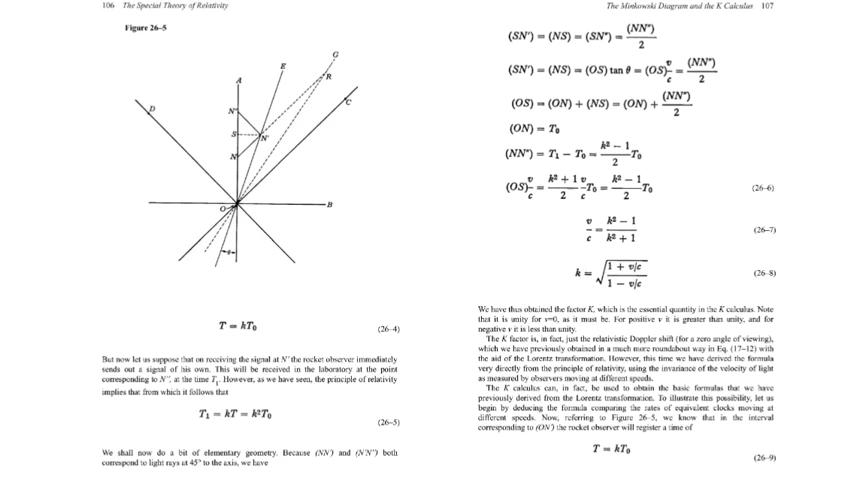 106 The Special Theory of Relativity
Figure 26-5
G
E
R
A
C
D
N"
S
N'
N
O
B
T = kT₀
(26-4)
But now let us suppose that on receiving the signal at N' the rocket observer immediately
sends out a signal of his own. This will be received in the laboratory at the point
corresponding to N", at the time T₁. However, as we have seen, the principle of relativity
implies that from which it follows that
T₁ = kT = k²T₀
(26-5)
We shall now do a bit of elementary geometry. Because (NN') and (N'N") both
correspond to light rays at 45° to the axis, we have
The Minkowski Diagram and the K Calculus 107
(SN') = (NS) = (SN") = (NN")/2
(SN') = (NS) = (OS) tan θ = (OS) v/c = (NN")/2
(OS) = (ON) + (NS) = (ON) + (NN")/2
(ON) = T₀
(NN") = T₁ − T₀ = (k² − 1)/2 T₀
(OS) v/c = (k² + 1)/2 v/c T₀ = (k² − 1)/2 T₀ (26-6)
v/c = (k² − 1)/(k² + 1) (26-7)
k = √((1 + v/c)/(1 − v/c)) (26-8)
We have thus obtained the factor K, which is the essential quantity in the K calculus. Note
that it is unity for v=0, as it must be. For positive v it is greater than unity, and for
negative v it is less than unity.
The K factor is, in fact, just the relativistic Doppler shift (for a zero angle of viewing),
which we have previously obtained in a much more roundabout way in Eq. (17-12) with
the aid of the Lorentz transformation. However, this time we have derived the formula
very directly from the principle of relativity, using the invariance of the velocity of light
as measured by observers moving at different speeds.
The K calculus can, in fact, be used to obtain the basic formulas that we have
previously derived from the Lorentz transformation. To illustrate this possibility, let us
begin by deducing the formula comparing the rates of equivalent clocks moving at
different speeds. Now, referring to Figure 26-5, we know that in the interval
corresponding to (ON') the rocket observer will register a time of
T = kT₀
(26-9)